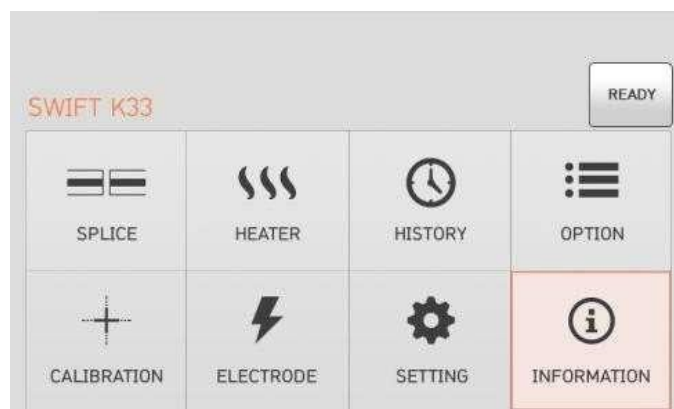 READY
SWIFT K33
SPLICE HEATER HISTORY OPTION
CALIBRATION ELECTRODE SETTING INFORMATION